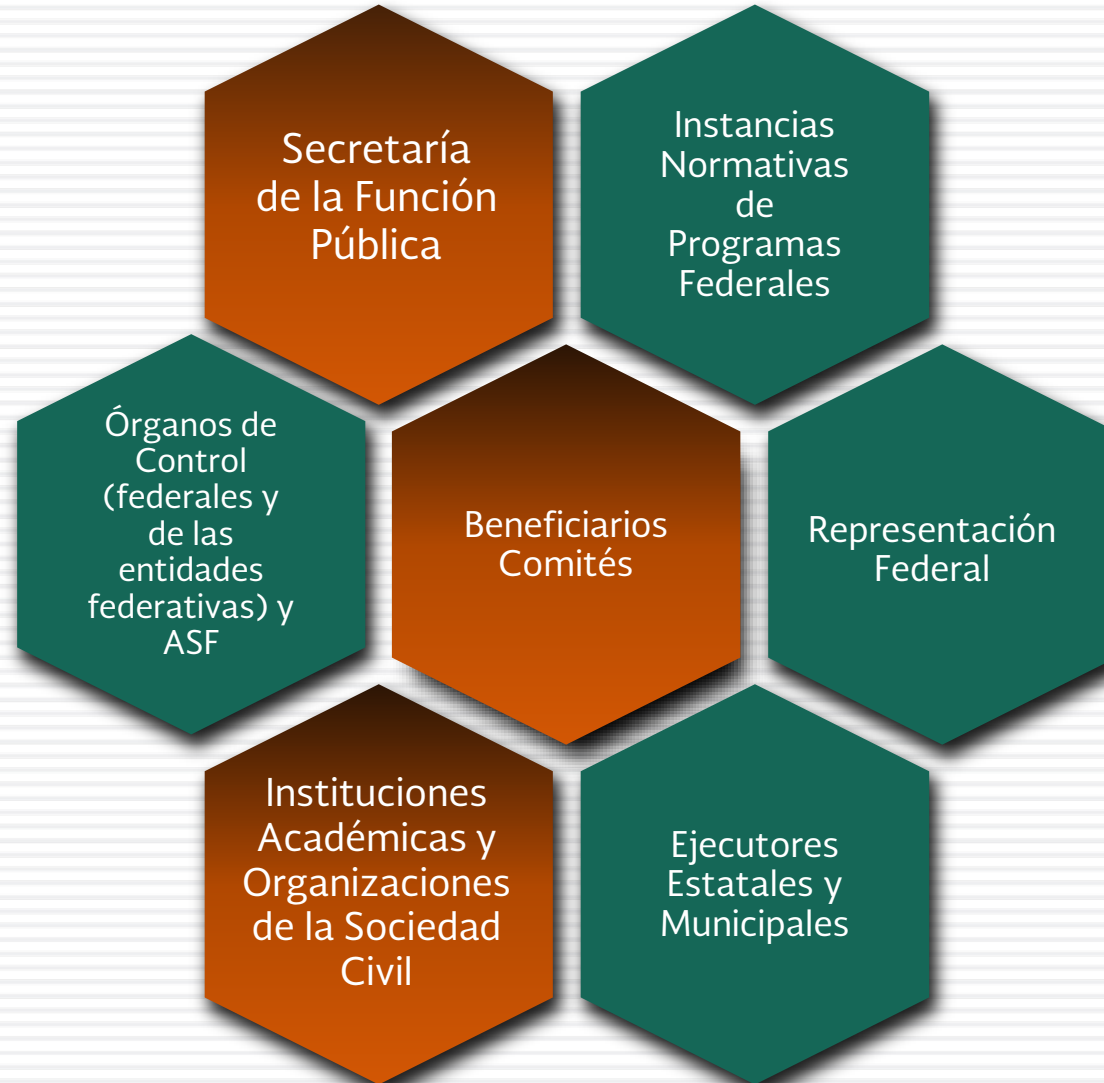 Secretaría
de la Función
Pública
Instancias
Normativas
de
Programas
Federales
Órganos de
Control
(federales y
de las
entidades
federativas) y
ASF
Beneficiarios
Comités
Representación
Federal
Instituciones
Académicas y
Organizaciones
de la Sociedad
Civil
Ejecutores
Estatales y
Municipales